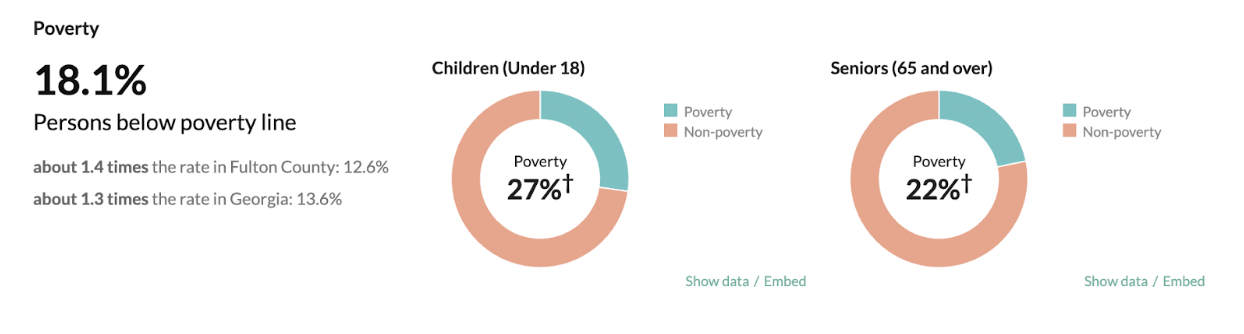 Poverty
18.1%
Persons below poverty line
about 1.4 times the rate in Fulton County: 12.6%
about 1.3 times the rate in Georgia: 13.6%
Children (Under 18)
Poverty
27%†
Poverty
Non-poverty
Show data / Embed
Seniors (65 and over)
Poverty
22%†
Poverty
Non-poverty
Show data / Embed